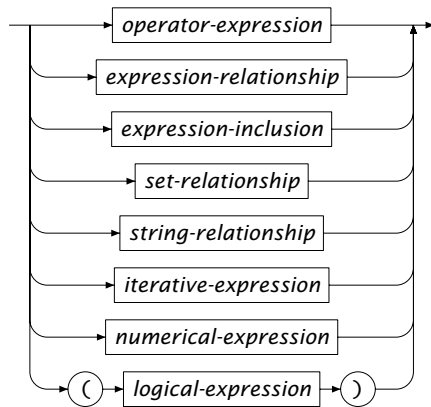 operator-expression
expression-relationship
expression-inclusion
set-relationship
string-relationship
iterative-expression
numerical-expression
( logical-expression )